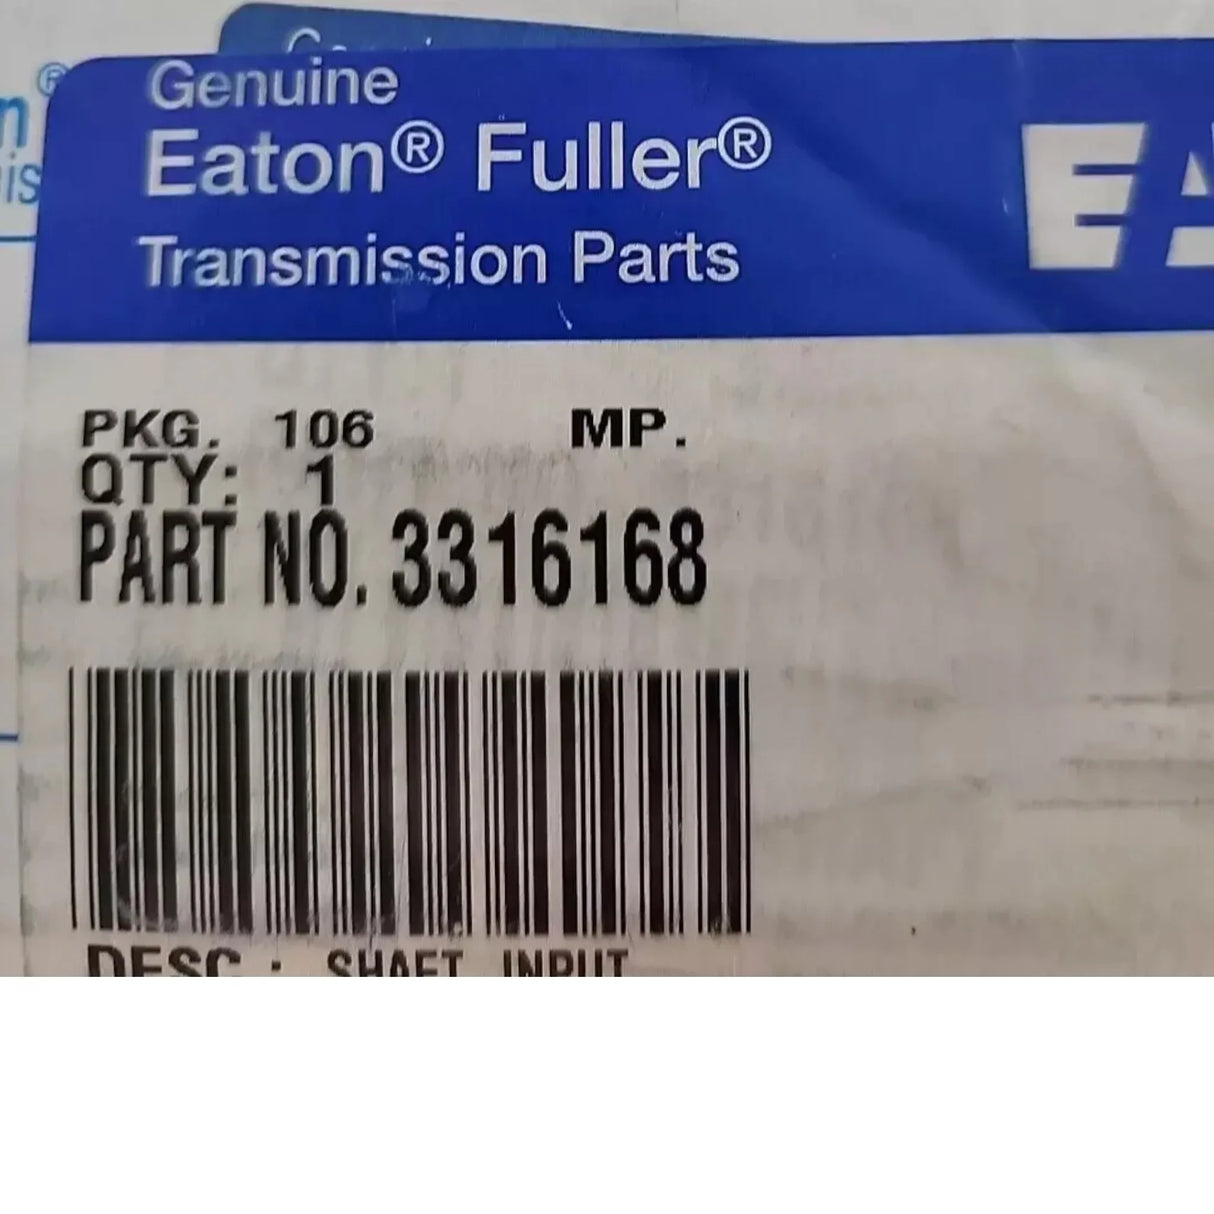 Genuine
Eaton® Fuller®
Transmission Parts
PKG. 106 MP.
QTY: 1
PART NO. 3316168
DESC: SHAFT INPUT